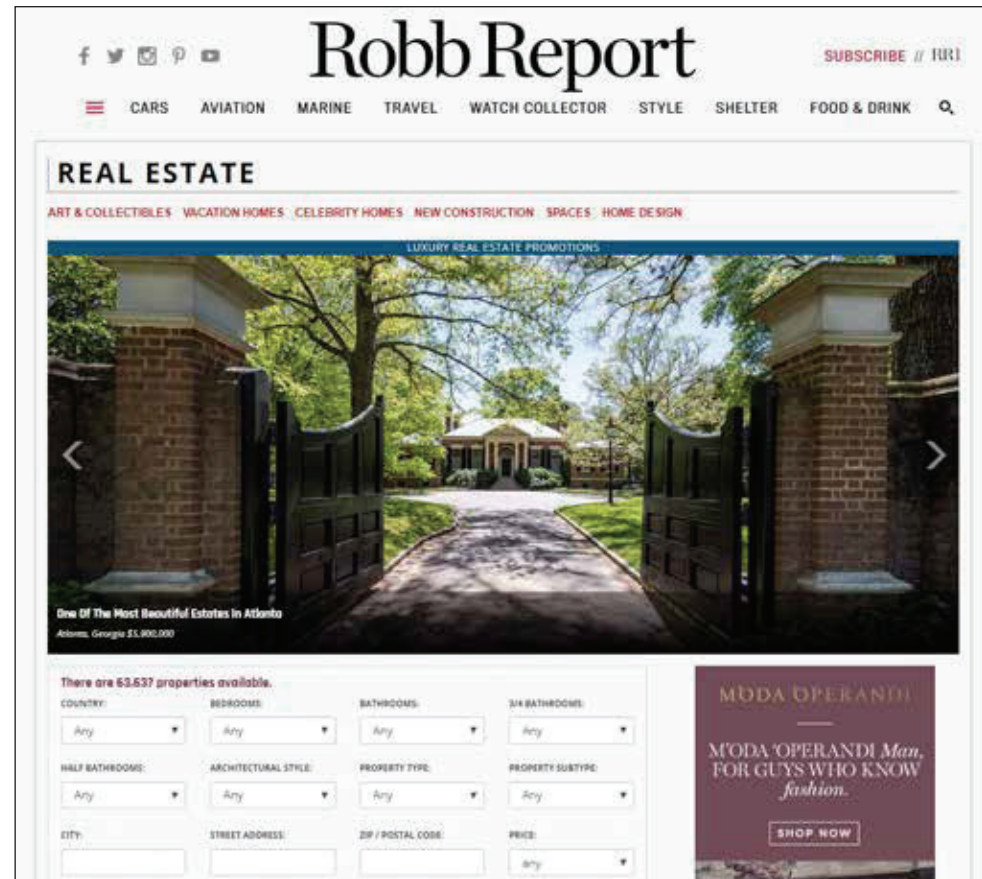 Robb Report
SUBSCRIBE // RR1
CARS AVIATION MARINE TRAVEL WATCH COLLECTOR STYLE SHELTER FOOD & DRINK
REAL ESTATE
ART & COLLECTIBLES VACATION HOMES CELEBRITY HOMES NEW CONSTRUCTION SPACES HOME DESIGN
LUXURY REAL ESTATE PROMOTIONS
One Of The Most Beautiful Estates in Atlanta
Atlanta, Georgia $5,900,000
There are 63,637 properties available.
COUNTRY: BEDROOMS: BATHROOMS: 3/4 BATHROOMS:
Any Any Any Any
HALF BATHROOMS: ARCHITECTURAL STYLE: PROPERTY TYPE: PROPERTY SUBTYPE:
Any Any Any Any
CITY: STREET ADDRESS: ZIP / POSTAL CODE: PRICE:
Any
MODA OPERANDI
M'ODA 'OPERANDI Man,
FOR GUYS WHO KNOW
fashion.
SHOP NOW